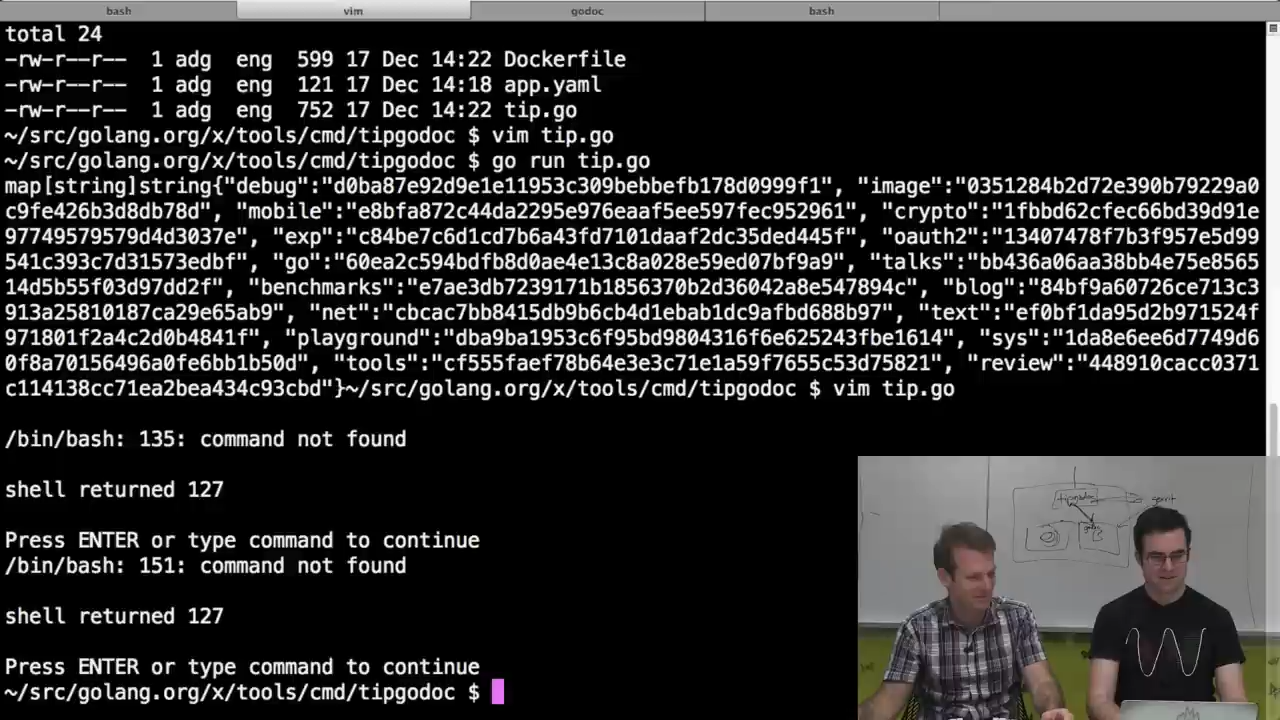 bash vim godoc bash
total 24
-rw-r--r-- 1 adg eng 599 17 Dec 14:22 Dockerfile
-rw-r--r-- 1 adg eng 121 17 Dec 14:18 app.yaml
-rw-r--r-- 1 adg eng 752 17 Dec 14:22 tip.go
~/src/golang.org/x/tools/cmd/tipgodoc $ vim tip.go
~/src/golang.org/x/tools/cmd/tipgodoc $ go run tip.go
map[string]string{"debug":"d0ba87e92d9e1e11953c309bebbefb178d0999f1", "image":"0351284b2d72e390b79229a0
c9fe426b3d8db78d", "mobile":"e8bfa872c44da2295e976eaaf5ee597fec952961", "crypto":"1fbbd62cfec66bd39d91e
97749579579d4d3037e", "exp":"c84be7c6d1cd7b6a43fd7101daaf2dc35ded445f", "oauth2":"13407478f7b3f957e5d99
541c393c7d31573edbf", "go":"60ea2c594bdfb8d0ae4e13c8a028e59ed07bf9a9", "talks":"bb436a06aa38bb4e75e8565
14d5b55f03d97dd2f", "benchmarks":"e7ae3db7239171b1856370b2d36042a8e547894c", "blog":"84bf9a60726ce713c3
913a25810187ca29e65ab9", "net":"cbcac7bb8415db9b6cb4d1ebab1dc9afbd688b97", "text":"ef0bf1da95d2b971524f
971801f2a4c2d0b4841f", "playground":"dba9ba1953c6f95bd9804316f6e625243fbe1614", "sys":"1da8e6ee6d7749d6
0f8a70156496a0fe6bb1b50d", "tools":"cf555faef78b64e3e3c71e1a59f7655c53d75821", "review":"448910cacc0371
c114138cc71ea2bea434c93cbd"}~/src/golang.org/x/tools/cmd/tipgodoc $ vim tip.go
/bin/bash: 135: command not found
shell returned 127
Press ENTER or type command to continue
/bin/bash: 151: command not found
shell returned 127
Press ENTER or type command to continue
~/src/golang.org/x/tools/cmd/tipgodoc $
tipgodoc